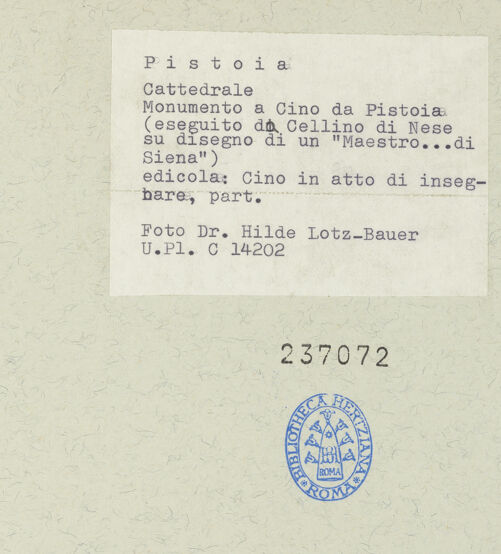 Pistoia
Cattedrale
Monumento a Cino da Pistoia
(eseguito da Cellino di Nese
su disegno di un "Maestro...di
Siena")
edicola: Cino in atto di inseg-
nare, part.
Foto Dr. Hilde Lotz-Bauer
U.Pl. C 14202
237072
BIBLIOTHECA HERTZIANA
ROMA
ROMA